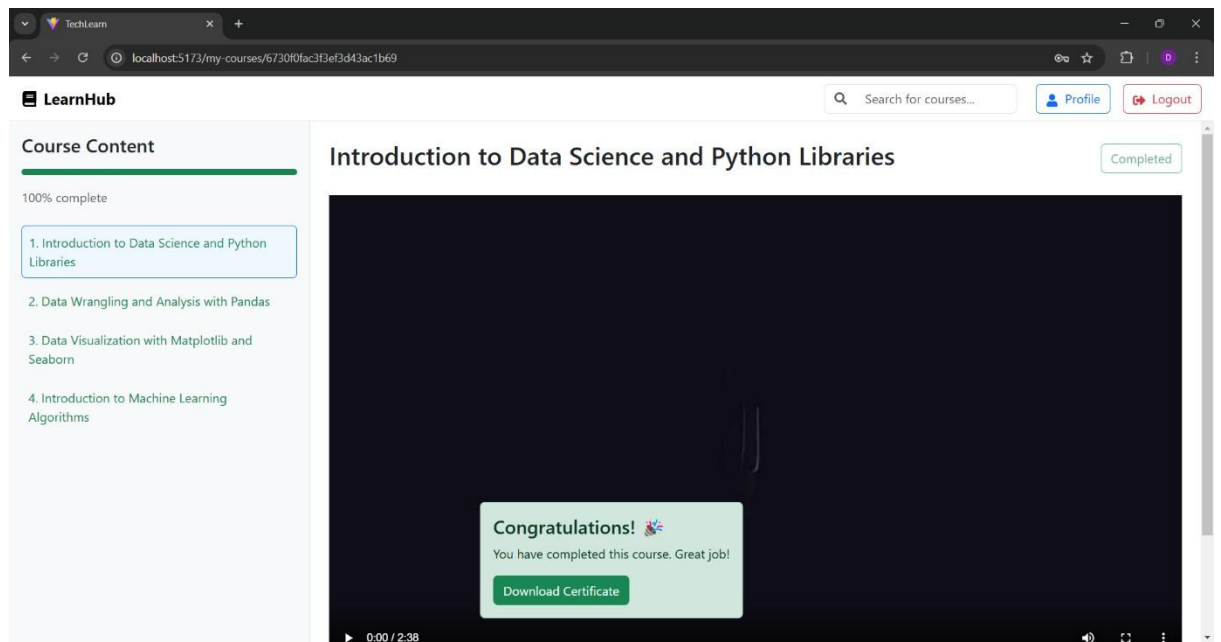 TechLearn
localhost:5173/my-courses/6730f0fac3f3ef3d43ac1b69
D
LearnHub
Search for courses...
Profile
Logout
Course Content
100% complete
1. Introduction to Data Science and Python
Libraries
2. Data Wrangling and Analysis with Pandas
3. Data Visualization with Matplotlib and
Seaborn
4. Introduction to Machine Learning
Algorithms
Introduction to Data Science and Python Libraries
Completed
Congratulations! 🎉
You have completed this course. Great job!
Download Certificate
0:00 / 2:38